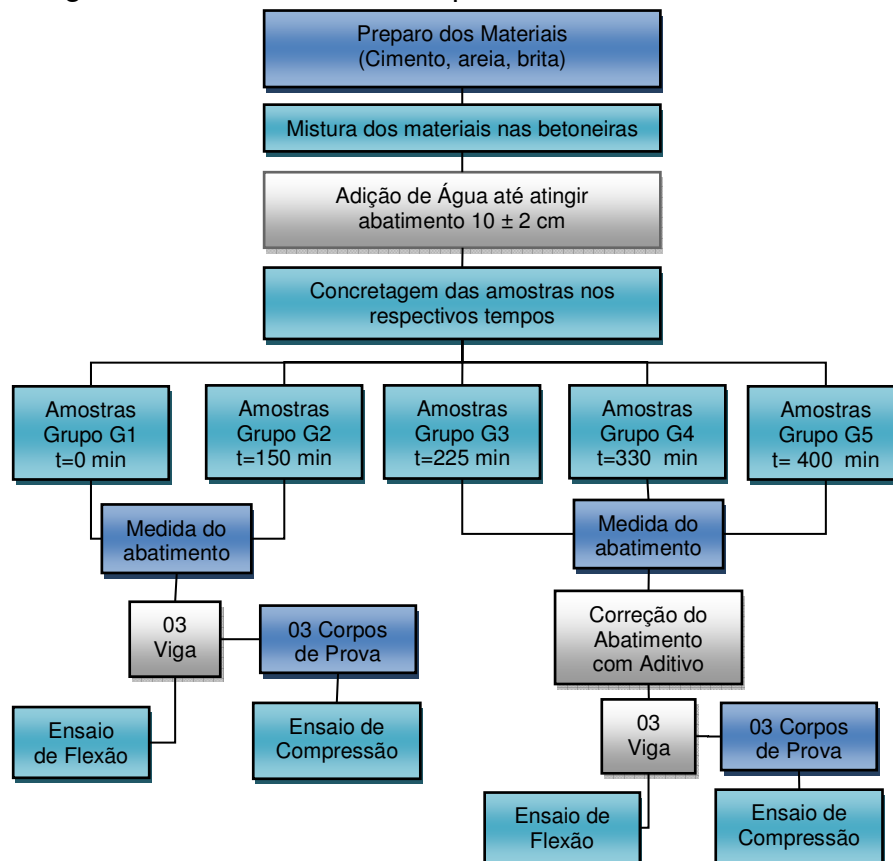 Preparo dos Materiais
(Cimento, areia, brita)
Mistura dos materiais nas betoneiras
Adição de Água até atingir
abatimento 10 ± 2 cm
Concretagem das amostras nos
respectivos tempos
Amostras
Grupo G1
t=0 min
Amostras
Grupo G2
t=150 min
Amostras
Grupo G3
t=225 min
Amostras
Grupo G4
t=330 min
Amostras
Grupo G5
t= 400 min
Medida do
abatimento
Medida do
abatimento
03
Viga
03 Corpos
de Prova
Correção do
Abatimento
com Aditivo
Ensaio
de Flexão
Ensaio de
Compressão
03
Viga
03 Corpos
de Prova
Ensaio de
Flexão
Ensaio de
Compressão